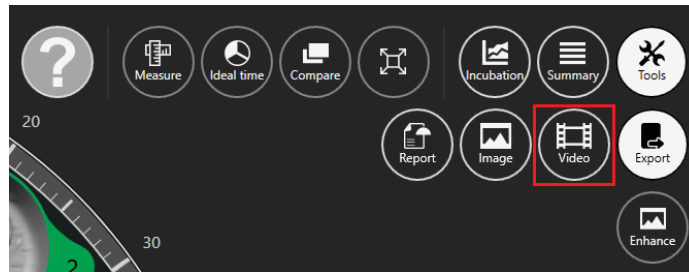 ?
Measure
Ideal time
Compare
Incubation
Summary
Tools
20
Report
Image
Video
Export
30
Enhance
2